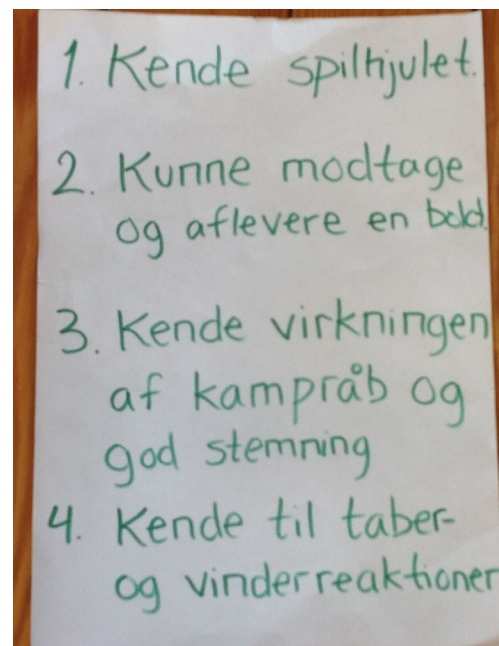 1. Kende spilhjulet.
2. Kunne modtage
og aflevere en bold.
3. Kende virkningen
af kampråb og
god stemning
4. Kende til taber-
og vinderreaktioner